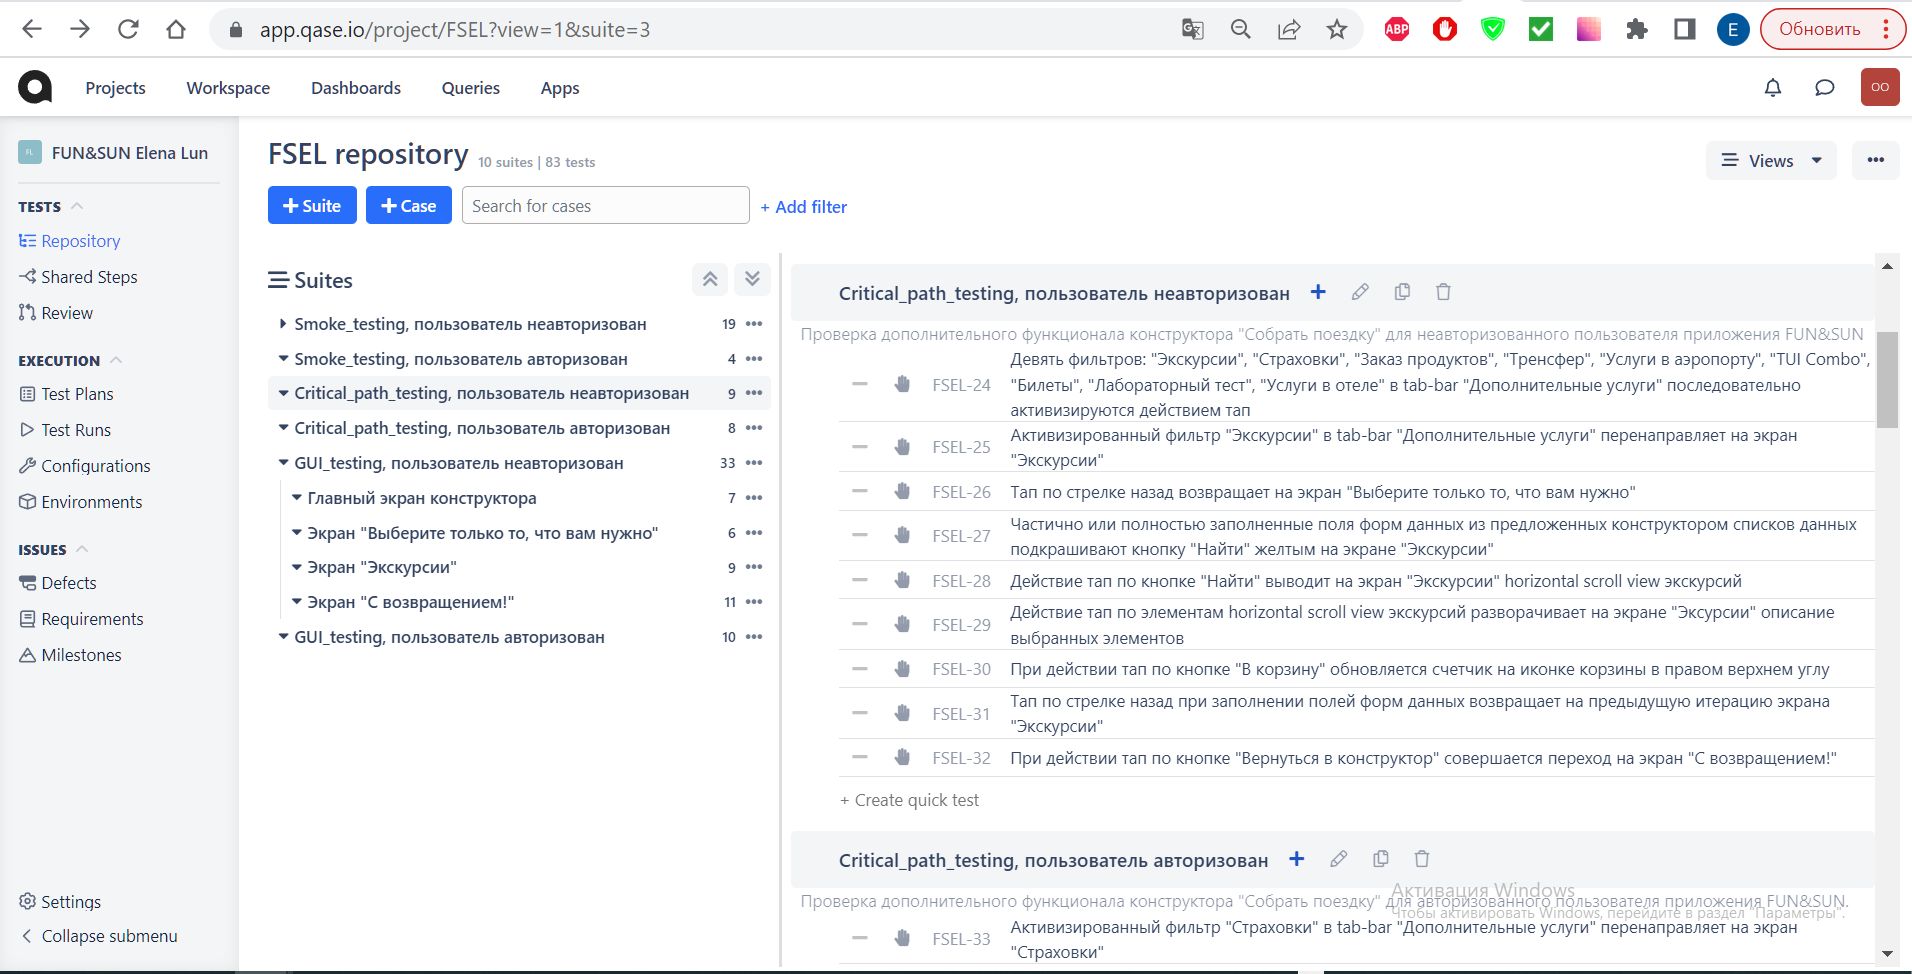 app.qase.io/project/FSEL?view=1&suite=3
ABP
E
Обновить
Projects
Workspace
Dashboards
Queries
Apps
OO
FL
FUN&SUN Elena Lun
TESTS
Repository
Shared Steps
Review
EXECUTION
Test Plans
Test Runs
Configurations
Environments
ISSUES
Defects
Requirements
Milestones
Settings
Collapse submenu
FSEL repository 10 suites | 83 tests
Views
+ Suite
+ Case
Search for cases
+ Add filter
Suites
Smoke_testing, пользователь неавторизован 19
Smoke_testing, пользователь авторизован 4
Critical_path_testing, пользователь неавторизован 9
Critical_path_testing, пользователь авторизован 8
GUI_testing, пользователь неавторизован 33
Главный экран конструктора 7
Экран "Выберите только то, что вам нужно" 6
Экран "Экскурсии" 9
Экран "С возвращением!" 11
GUI_testing, пользователь авторизован 10
Critical_path_testing, пользователь неавторизован
Проверка дополнительного функционала конструктора "Собрать поездку" для неавторизованного пользователя приложения FUN&SUN
FSEL-24
Девять фильтров: "Экскурсии", "Страховки", "Заказ продуктов", "Тренсфер", "Услуги в аэропорту", "TUI Combo",
"Билеты", "Лабораторный тест", "Услуги в отеле" в tab-bar "Дополнительные услуги" последовательно
активизируются действием тап
FSEL-25
Активизированный фильтр "Экскурсии" в tab-bar "Дополнительные услуги" перенаправляет на экран
"Экскурсии"
FSEL-26
Тап по стрелке назад возвращает на экран "Выберите только то, что вам нужно"
FSEL-27
Частично или полностью заполненные поля форм данных из предложенных конструктором списков данных
подкрашивают кнопку "Найти" желтым на экране "Экскурсии"
FSEL-28
Действие тап по кнопке "Найти" выводит на экран "Экскурсии" horizontal scroll view экскурсий
FSEL-29
Действие тап по элементам horizontal scroll view экскурсий разворачивает на экране "Эксурсии" описание
выбранных элементов
FSEL-30
При действии тап по кнопке "В корзину" обновляется счетчик на иконке корзины в правом верхнем углу
FSEL-31
Тап по стрелке назад при заполнении полей форм данных возвращает на предыдущую итерацию экрана
"Экскурсии"
FSEL-32
При действии тап по кнопке "Вернуться в конструктор" совершается переход на экран "С возвращением!"
+ Create quick test
Critical_path_testing, пользователь авторизован
Проверка дополнительного функционала конструктора "Собрать поездку" для авторизованного пользователя приложения FUN&SUN.
FSEL-33
Активизированный фильтр "Страховки" в tab-bar "Дополнительные услуги" перенаправляет на экран
"Страховки"
Активация Windows
Чтобы активировать Windows, перейдите в раздел "Параметры".